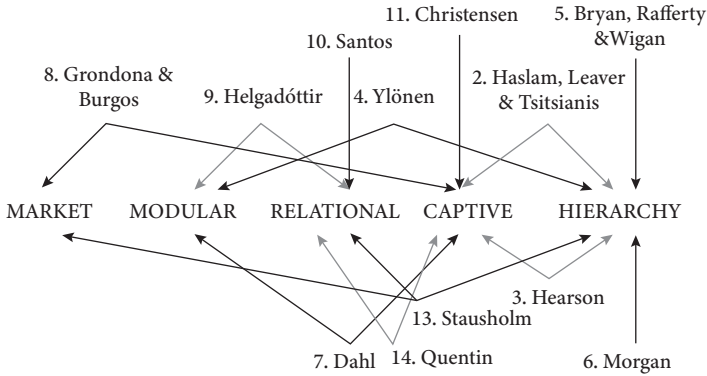 11. Christensen
5. Bryan, Rafferty
&Wigan
10. Santos
8. Grondona &
Burgos
9. Helgadóttir
4. Ylönen
2. Haslam, Leaver
& Tsitsianis
MARKET
MODULAR
RELATIONAL
CAPTIVE
HIERARCHY
3. Hearson
13. Stausholm
7. Dahl
14. Quentin
6. Morgan